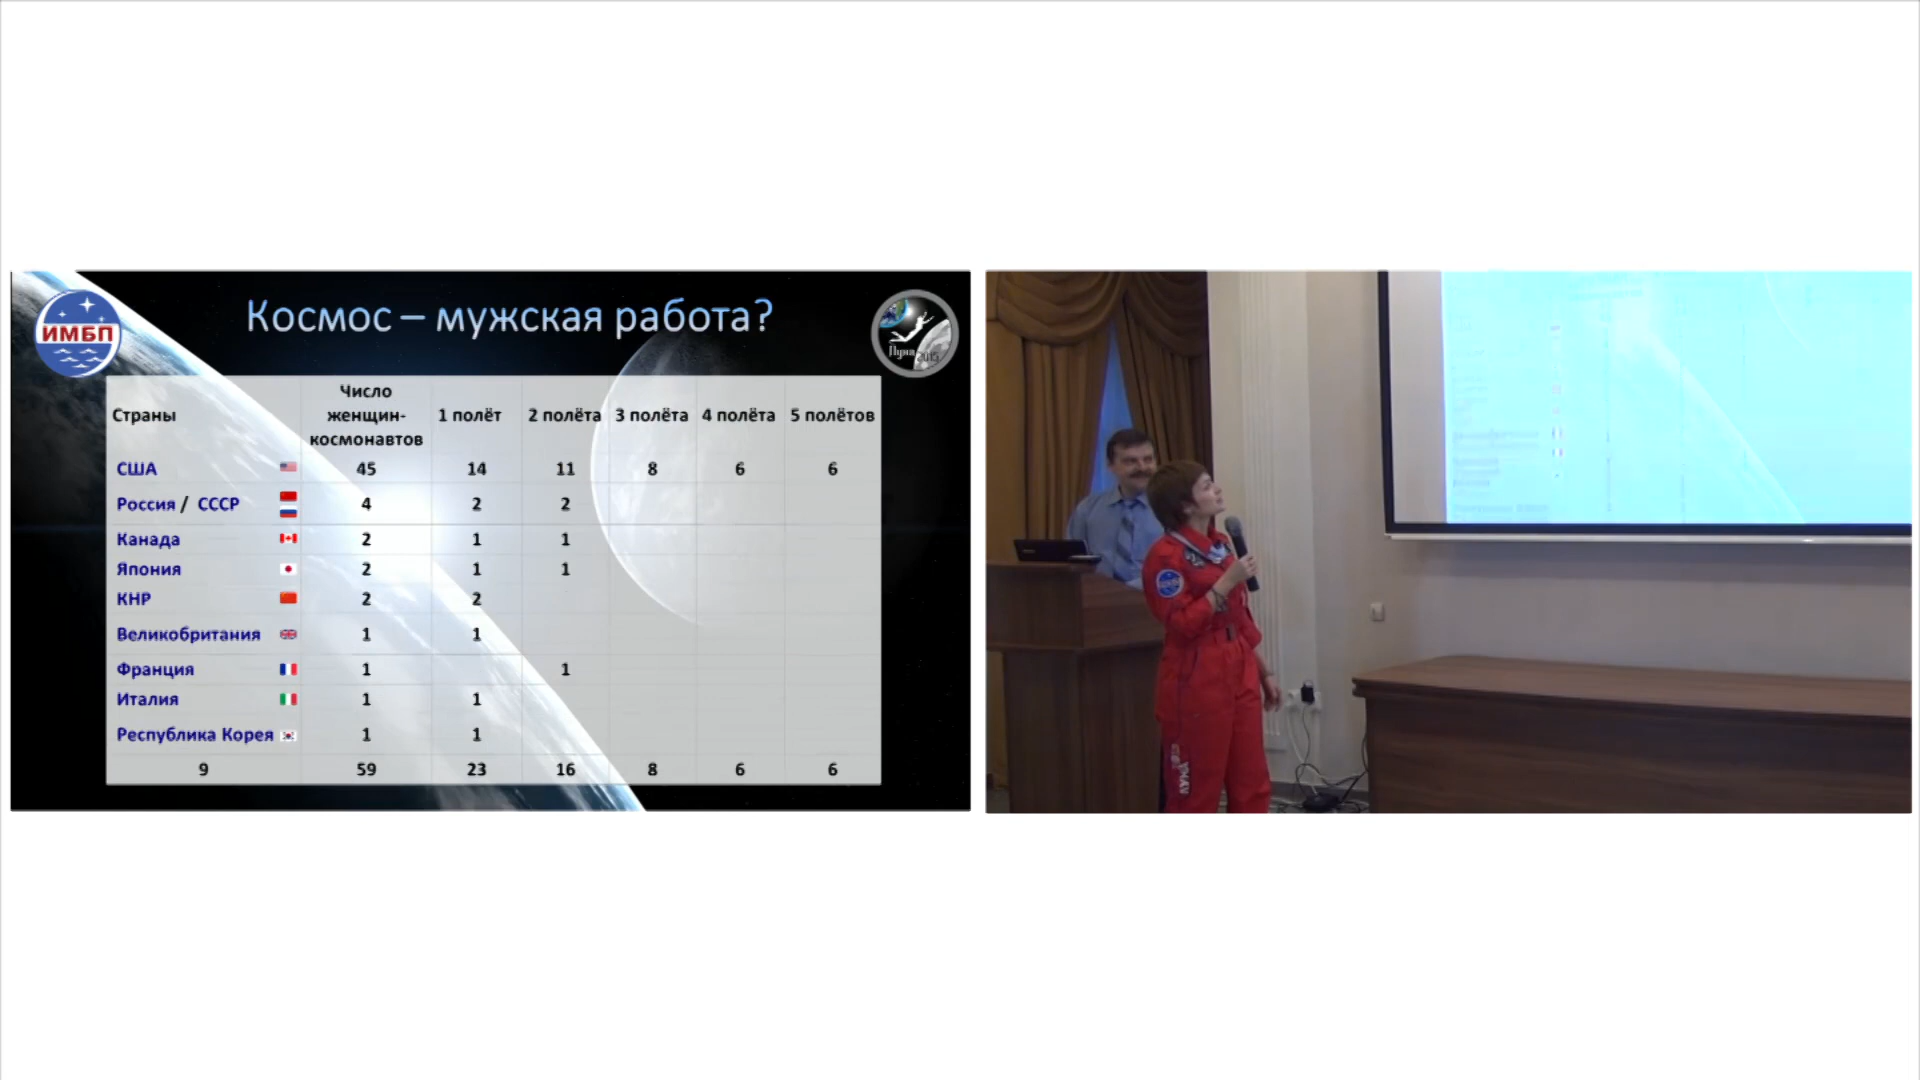 Космос – мужская работа?
ИМБП
Луна 2015
Страны Число женщин-космонавтов 1 полёт 2 полёта 3 полёта 4 полёта 5 полётов
США 45 14 11 8 6 6
Россия / СССР 4 2 2
Канада 2 1 1
Япония 2 1 1
КНР 2 2
Великобритания 1 1
Франция 1 1
Италия 1 1
Республика Корея 1 1
9 59 23 16 8 6 6